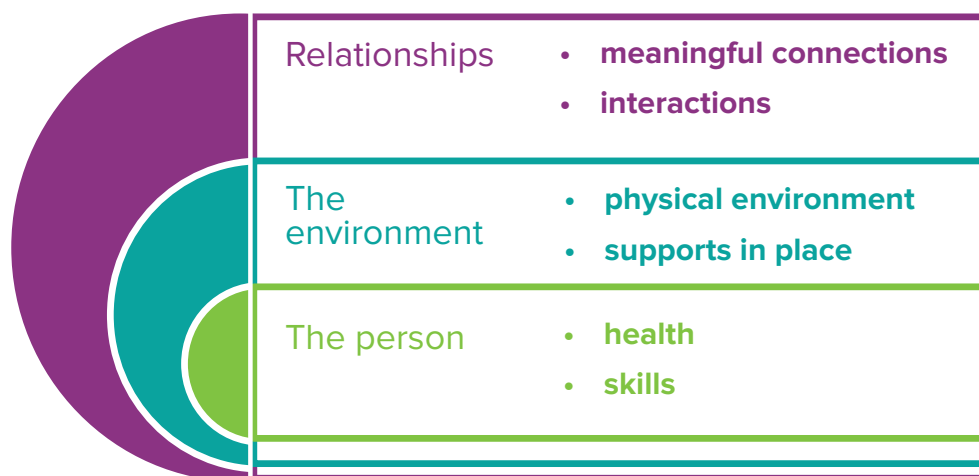 Relationships
• meaningful connections
• interactions
The
environment
• physical environment
• supports in place
The person
• health
• skills